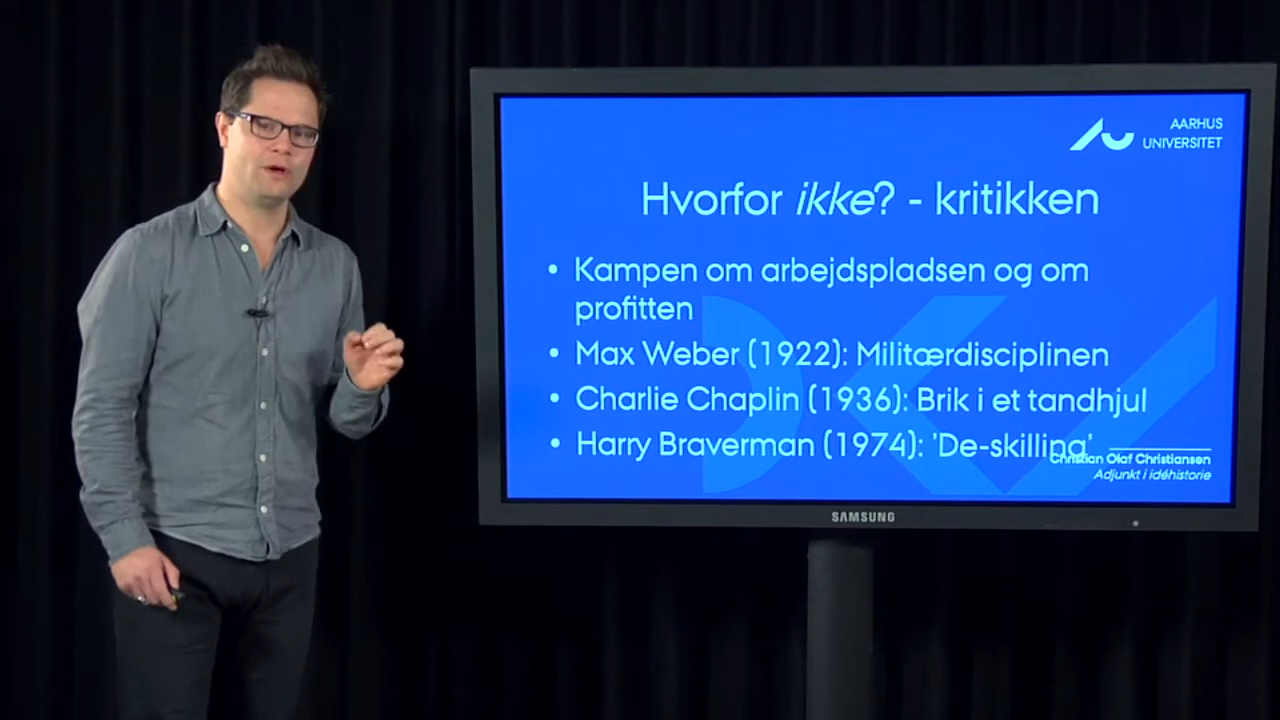 AARHUS
UNIVERSITET
Hvorfor ikke? - kritikken
• Kampen om arbejdspladsen og om
profitten
• Max Weber (1922): Militærdisciplinen
• Charlie Chaplin (1936): Brik i et tandhjul
• Harry Braverman (1974): 'De-skilling'
Christian Olaf Christiansen
Adjunkt i idéhistorie
SAMSUNG